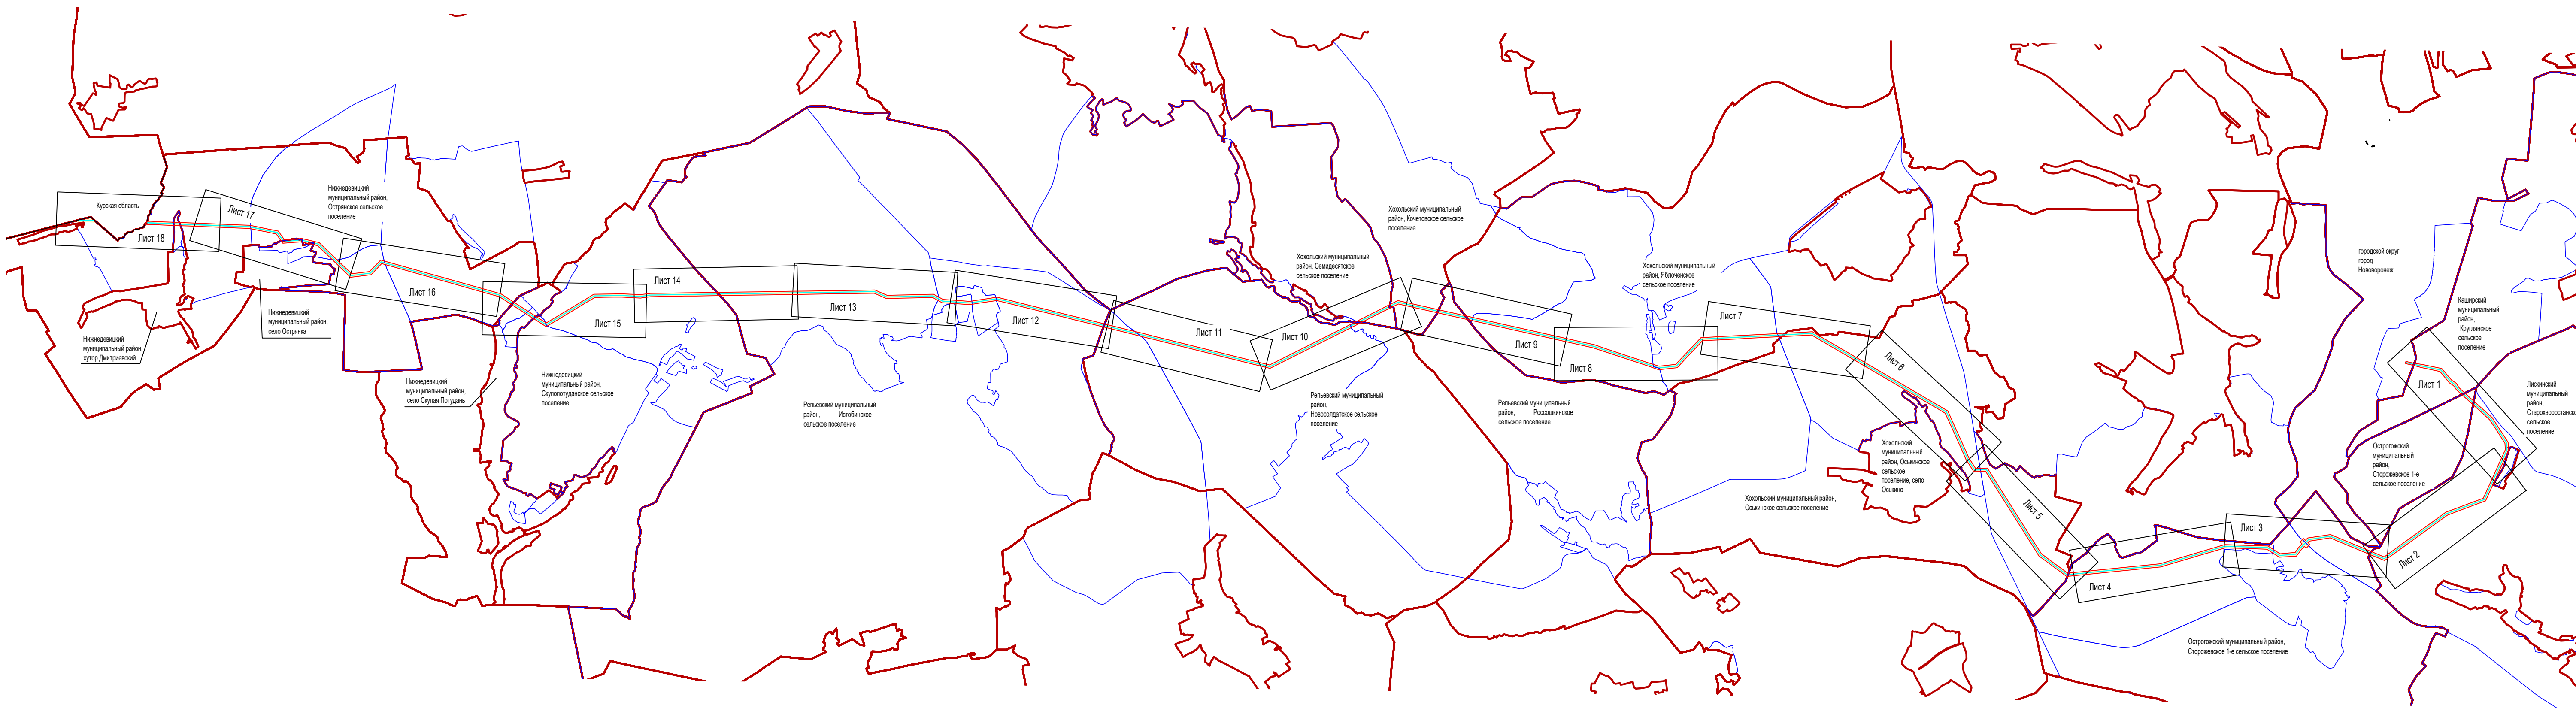 Курская область
Лист 18
Лист 17
Нижнедевицкий
муниципальный район,
Острянское сельское
поселение
Нижнедевицкий
муниципальный район,
хутор Дмитриевский
Нижнедевицкий
муниципальный район,
село Острянка
Лист 16
Нижнедевицкий
муниципальный район,
село Скупая Потудань
Лист 15
Нижнедевицкий
муниципальный район,
Скупопотуданское сельское
поселение
Лист 14
Лист 13
Репьевский муниципальный
район, Истобинское
сельское поселение
Лист 12
Лист 11
Лист 10
Хохольский муниципальный
район, Семидесятское
сельское поселение
Хохольский муниципальный
район, Кочетовское сельское
поселение
Репьевский муниципальный
район,
Новосолдатское сельское
поселение
Лист 9
Лист 8
Репьевский муниципальный
район, Россошкинское
сельское поселение
Хохольский муниципальный
район, Яблоченское
сельское поселение
Лист 7
Лист 6
Хохольский
муниципальный
район, Оськинское
сельское
поселение, село
Оськино
Хохольский муниципальный район,
Оськинское сельское поселение
Лист 5
Лист 4
Лист 3
Острогожский муниципальный район,
Сторожевское 1-е сельское поселение
Лист 2
городской округ
город
Нововоронеж
Острогожский
муниципальный
район,
Сторожевское 1-е
сельское поселение
Лист 1
Каширский
муниципальный
район,
Круглянское
сельское
поселение
Лискинский
муниципальный
район,
Старохворостанско
сельское
поселение